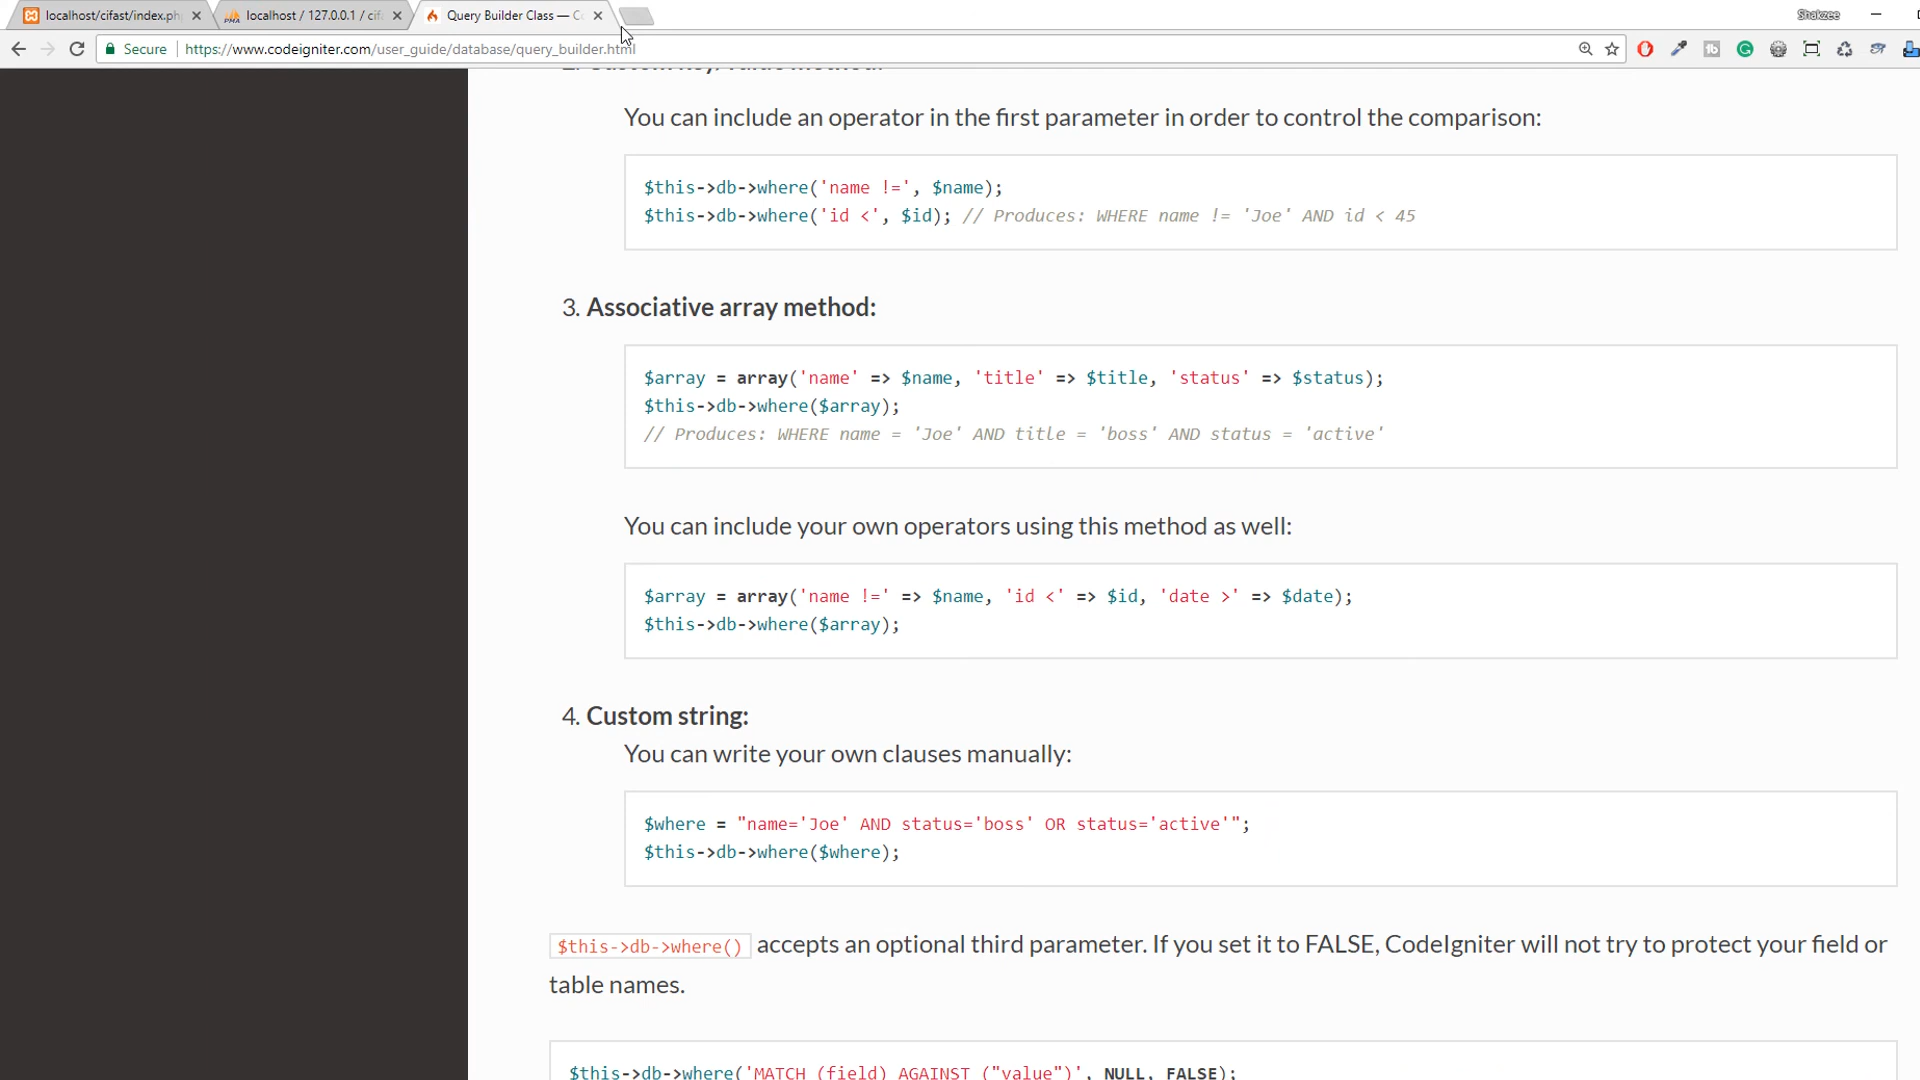 localhost/cifast/index.ph
localhost / 127.0.0.1 / cif
Query Builder Class — Co
Shakzee
Secure
https://www.codeigniter.com/user_guide/database/query_builder.html
You can include an operator in the first parameter in order to control the comparison:
$this->db->where('name !=', $name);
$this->db->where('id <', $id); // Produces: WHERE name != 'Joe' AND id < 45
3. Associative array method:
$array = array('name' => $name, 'title' => $title, 'status' => $status);
$this->db->where($array);
// Produces: WHERE name = 'Joe' AND title = 'boss' AND status = 'active'
You can include your own operators using this method as well:
$array = array('name !=' => $name, 'id <' => $id, 'date >' => $date);
$this->db->where($array);
4. Custom string:
You can write your own clauses manually:
$where = "name='Joe' AND status='boss' OR status='active'";
$this->db->where($where);
$this->db->where() accepts an optional third parameter. If you set it to FALSE, CodeIgniter will not try to protect your field or
table names.
$this->db->where('MATCH (field) AGAINST ("value")', NULL, FALSE);